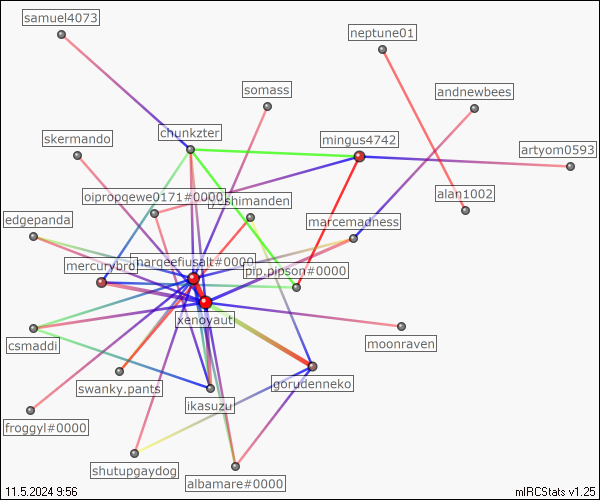 samuel4073
neptune01
somass
andnewbees
chunkzter
skermando
mingus4742
artyom0593
oipropqewe0171#0000
shimanden
alan1002
edgepanda
marcemadness
mercurybro
harqeefiusalt#0000
pip.pipson#0000
xenoyaut
csmaddi
moonraven
swanky.pants
gorudenneko
ikasuzu
froggyl#0000
shutupgaydog
albamare#0000
11.5.2024 9:56
mIRCStats v1.25